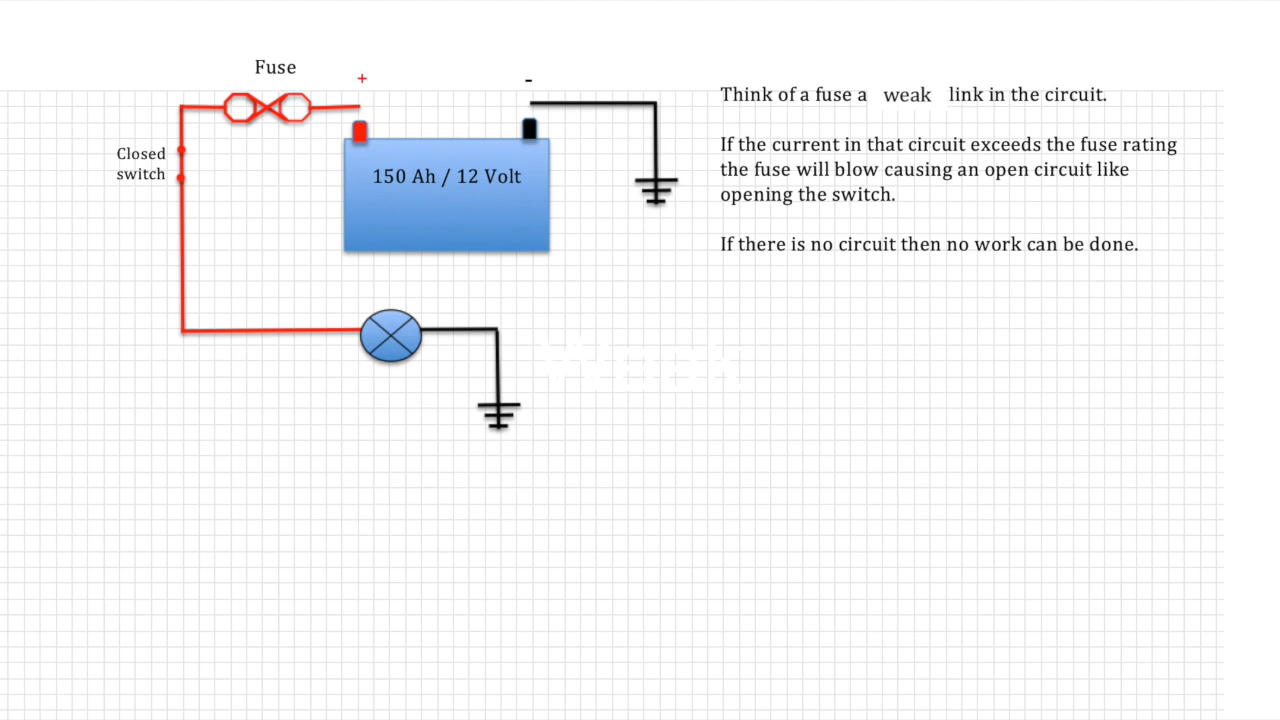 Fuse
+
-
Closed
switch
150 Ah / 12 Volt
Think of a fuse a weak link in the circuit.
If the current in that circuit exceeds the fuse rating
the fuse will blow causing an open circuit like
opening the switch.
If there is no circuit then no work can be done.